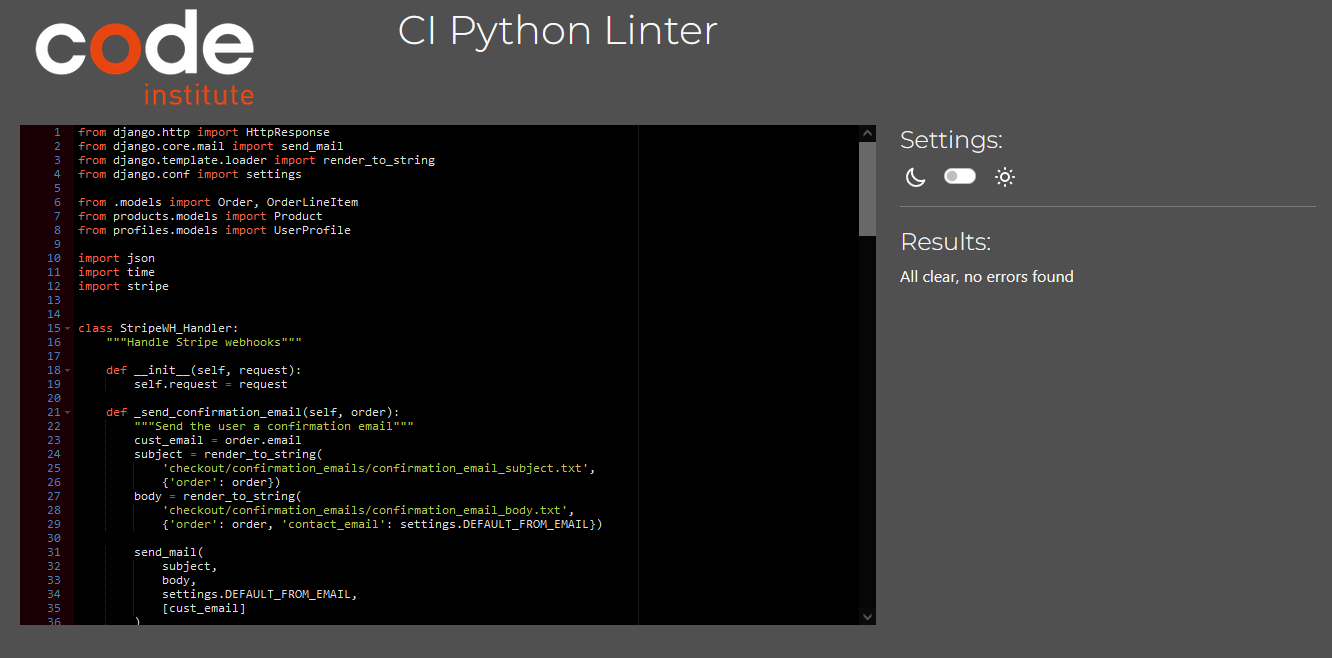 code
institute
CI Python Linter
1 from django.http import HttpResponse
2 from django.core.mail import send_mail
3 from django.template.loader import render_to_string
4 from django.conf import settings
5
6 from .models import Order, OrderLineItem
7 from products.models import Product
8 from profiles.models import UserProfile
9
10 import json
11 import time
12 import stripe
13
14
15 class StripeWH_Handler:
16     """Handle Stripe webhooks"""
17
18     def __init__(self, request):
19         self.request = request
20
21     def _send_confirmation_email(self, order):
22         """Send the user a confirmation email"""
23         cust_email = order.email
24         subject = render_to_string(
25             'checkout/confirmation_emails/confirmation_email_subject.txt',
26             {'order': order})
27         body = render_to_string(
28             'checkout/confirmation_emails/confirmation_email_body.txt',
29             {'order': order, 'contact_email': settings.DEFAULT_FROM_EMAIL})
30
31         send_mail(
32             subject,
33             body,
34             settings.DEFAULT_FROM_EMAIL,
35             [cust_email]
36         )
Settings:
Results:
All clear, no errors found